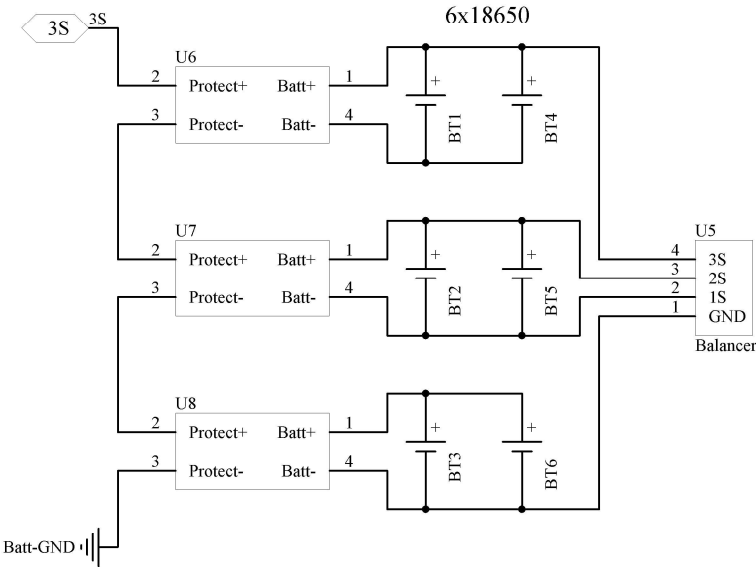 6x18650
3S
3S
U6
2 Protect+ Batt+ 1
3 Protect- Batt- 4
+ +
BT1 BT4
U7
2 Protect+ Batt+ 1
3 Protect- Batt- 4
+ +
BT2 BT5
U5
4 3S
3 2S
2 1S
1 GND
Balancer
U8
2 Protect+ Batt+ 1
3 Protect- Batt- 4
+ +
BT3 BT6
Batt-GND